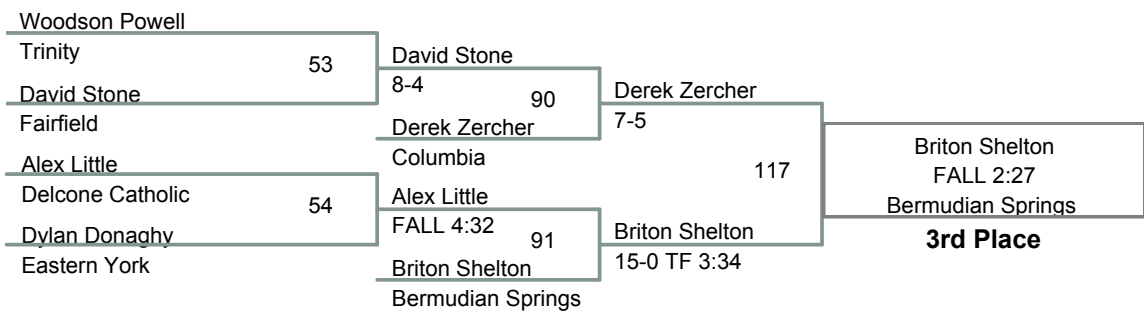 Woodson Powell
Trinity
53
David Stone
Fairfield
Alex Little
Delcone Catholic
54
Dylan Donaghy
Eastern York
David Stone
8-4
90
Derek Zercher
Columbia
Alex Little
FALL 4:32
91
Briton Shelton
Bermudian Springs
Derek Zercher
7-5
117
Briton Shelton
15-0 TF 3:34
Briton Shelton
FALL 2:27
Bermudian Springs
3rd Place